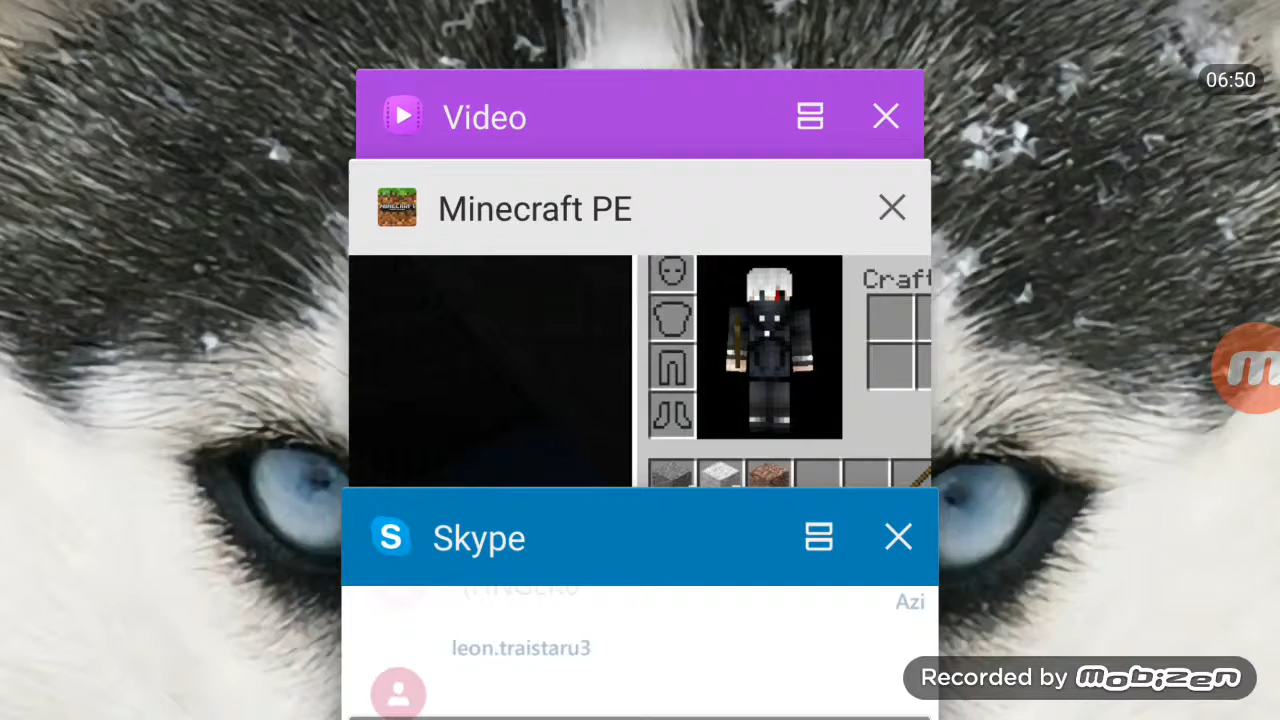 06:50
Video
Minecraft PE
Craft
S
Skype
Azi
leon.traistaru3
Recorded by mobizen